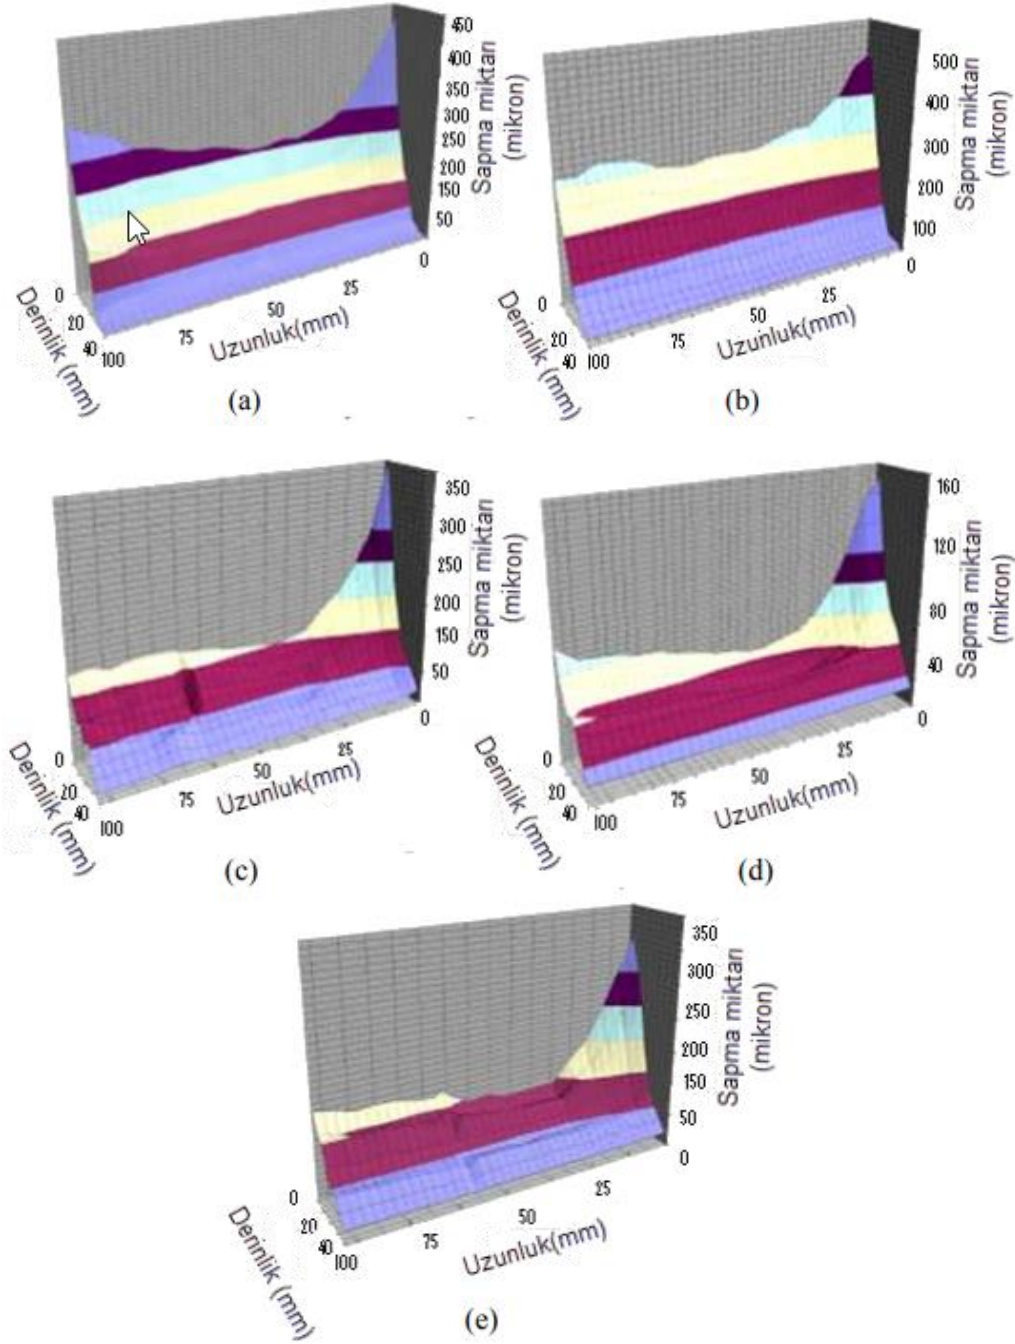 450
400
350
300
250
200
150
50
0
Sapma miktarı
(mikron)
0
20
40
Derinlik (mm)
100
75
50
25
Uzunluk(mm)
(a)
500
400
300
200
100
0
Sapma miktarı
(mikron)
0
20
40
Derinlik (mm)
100
75
50
25
Uzunluk(mm)
(b)
350
300
250
200
150
50
0
Sapma miktarı
(mikron)
0
20
40
Derinlik (mm)
100
75
50
25
Uzunluk(mm)
(c)
160
120
80
40
0
Sapma miktarı
(mikron)
0
20
40
Derinlik (mm)
100
75
50
25
Uzunluk(mm)
(d)
350
300
250
200
150
50
0
Sapma miktarı
(mikron)
0
20
40
Derinlik (mm)
100
75
50
25
Uzunluk(mm)
(e)